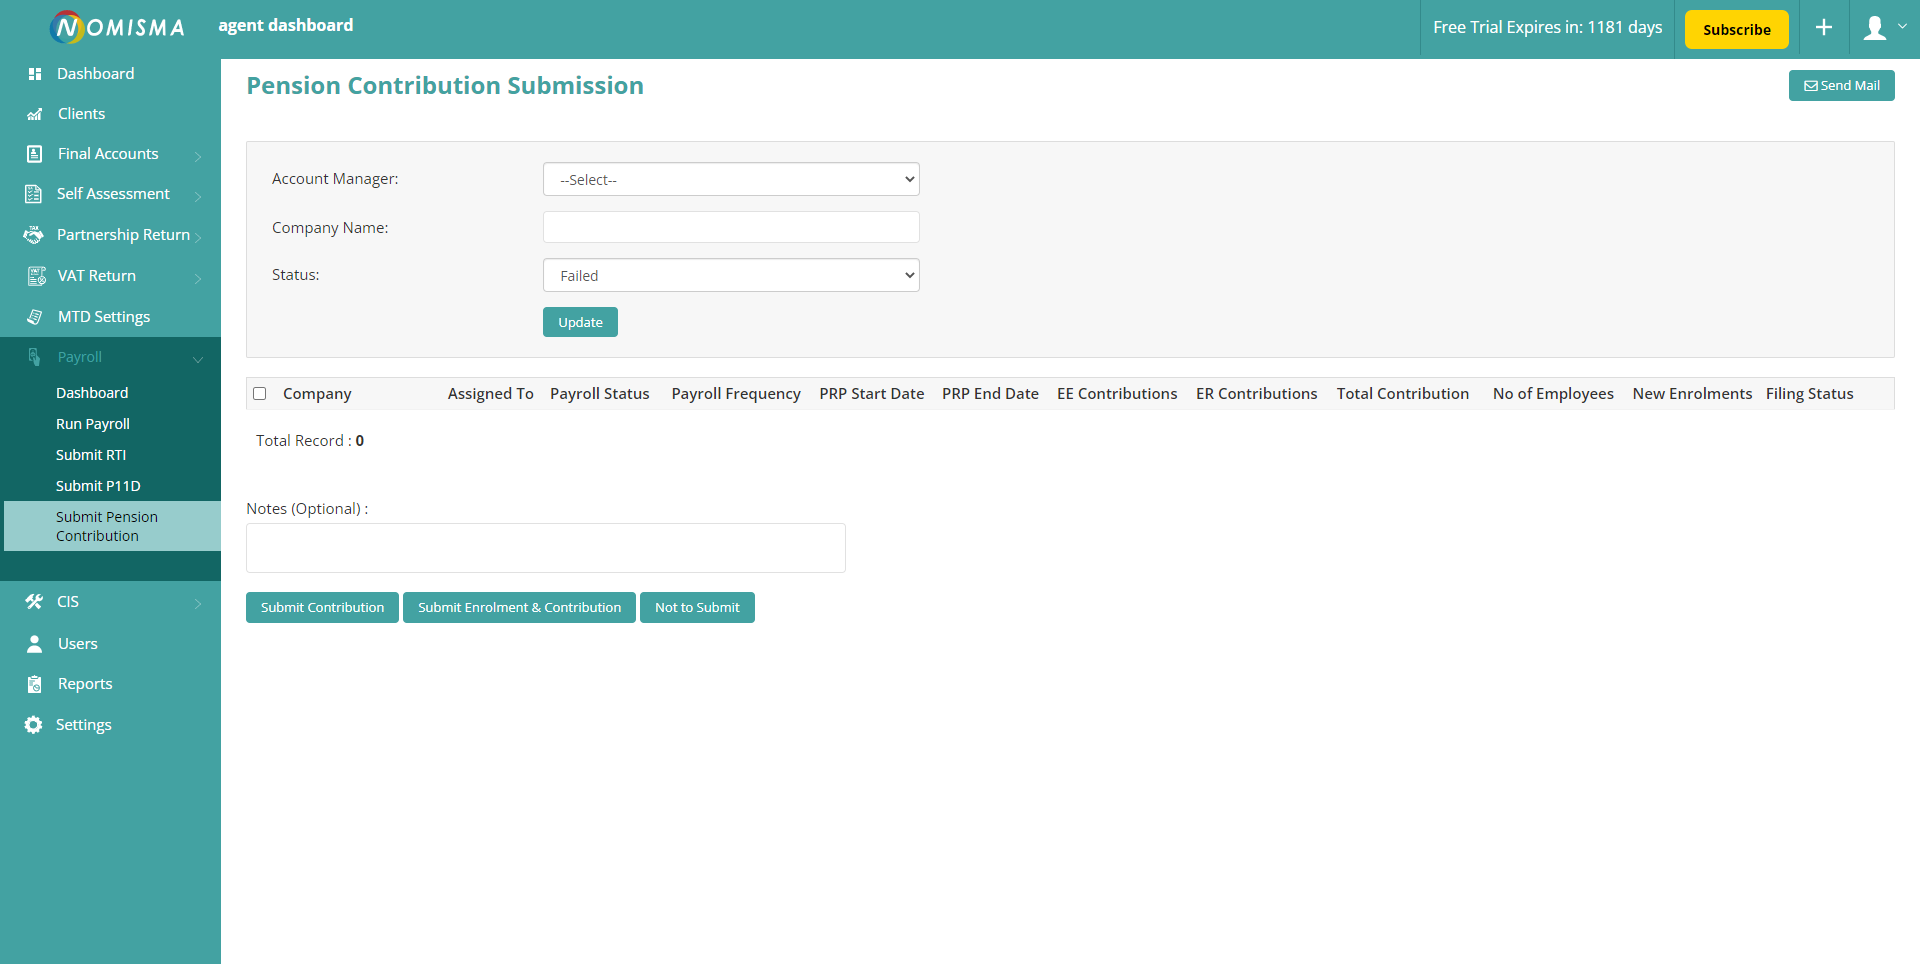 NOMISMA
agent dashboard
Free Trial Expires in: 1181 days
Subscribe
Dashboard
Clients
Final Accounts
Self Assessment
Partnership Return
VAT Return
MTD Settings
Payroll
Dashboard
Run Payroll
Submit RTI
Submit P11D
Submit Pension
Contribution
CIS
Users
Reports
Settings
Pension Contribution Submission
Send Mail
Account Manager:
--Select--
Company Name:
Status:
Failed
Update
Company Assigned To Payroll Status Payroll Frequency PRP Start Date PRP End Date EE Contributions ER Contributions Total Contribution No of Employees New Enrolments Filing Status
Total Record : 0
Notes (Optional) :
Submit Contribution
Submit Enrolment & Contribution
Not to Submit